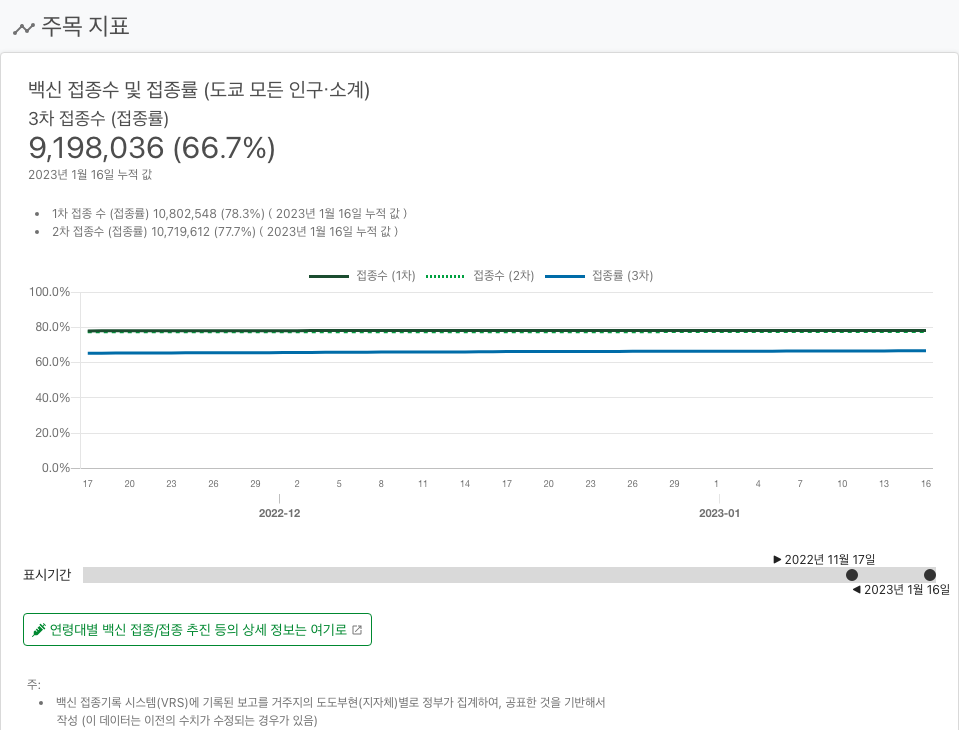 주목 지표
백신 접종수 및 접종률 (도쿄 모든 인구·소계)
3차 접종수 (접종률)
9,198,036 (66.7%)
2023년 1월 16일 누적 값
• 1차 접종 수 (접종률) 10,802,548 (78.3%) ( 2023년 1월 16일 누적 값 )
• 2차 접종수 (접종률) 10,719,612 (77.7%) ( 2023년 1월 16일 누적 값 )
접종수 (1차) 접종수 (2차) 접종률 (3차)
100.0%
80.0%
60.0%
40.0%
20.0%
0.0%
17 20 23 26 29 2 5 8 11 14 17 20 23 26 29 1 4 7 10 13 16
2022-12 2023-01
▶ 2022년 11월 17일
표시기간
◀ 2023년 1월 16일
연령대별 백신 접종/접종 추진 등의 상세 정보는 여기로
주:
• 백신 접종기록 시스템(VRS)에 기록된 보고를 거주지의 도도부현(지자체)별로 정부가 집계하여, 공표한 것을 기반해서
작성 (이 데이터는 이전의 수치가 수정되는 경우가 있음)